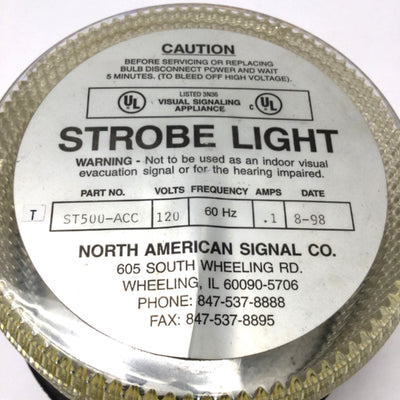 CAUTION
BEFORE SERVICING OR REPLACING
BULB DISCONNECT POWER AND WAIT
5 MINUTES. (TO BLEED OFF HIGH VOLTAGE).
UL LISTED 3N36 c UL
VISUAL SIGNALING
APPLIANCE
STROBE LIGHT
WARNING - Not to be used as an indoor visual
evacuation signal or for the hearing impaired.
PART NO. VOLTS FREQUENCY AMPS DATE
T ST500-ACC 120 60 Hz .1 8-98
NORTH AMERICAN SIGNAL CO.
605 SOUTH WHEELING RD.
WHEELING, IL 60090-5706
PHONE: 847-537-8888
FAX: 847-537-8895